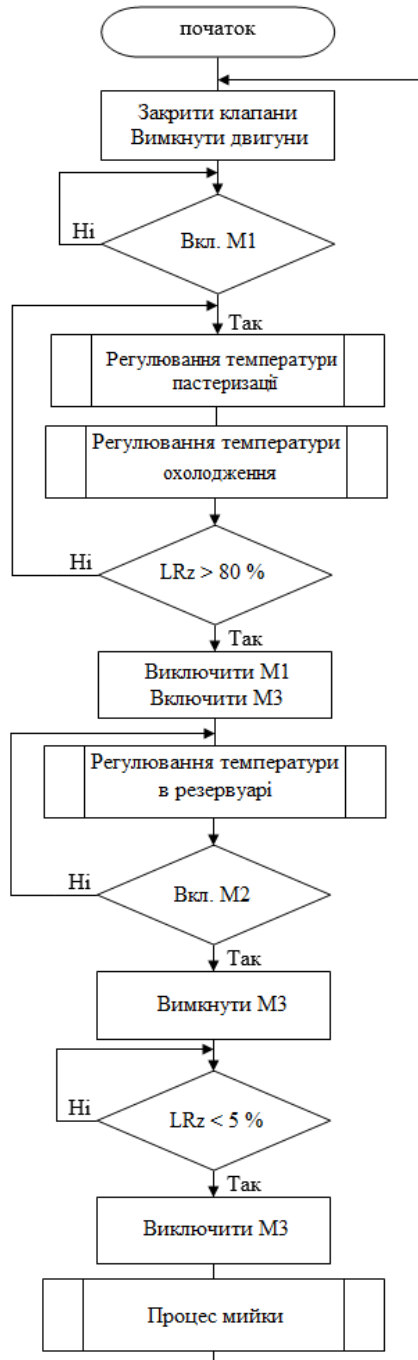 початок
Закрити клапани
Вимкнути двигуни
Ні
Вкл. М1
Так
Регулювання температури
пастеризації
Регулювання температури
охолодження
Ні
LRz > 80 %
Так
Виключити М1
Включити М3
Регулювання температури
в резервуарі
Ні
Вкл. М2
Так
Вимкнути М3
Ні
LRz < 5 %
Так
Виключити М3
Процес мийки